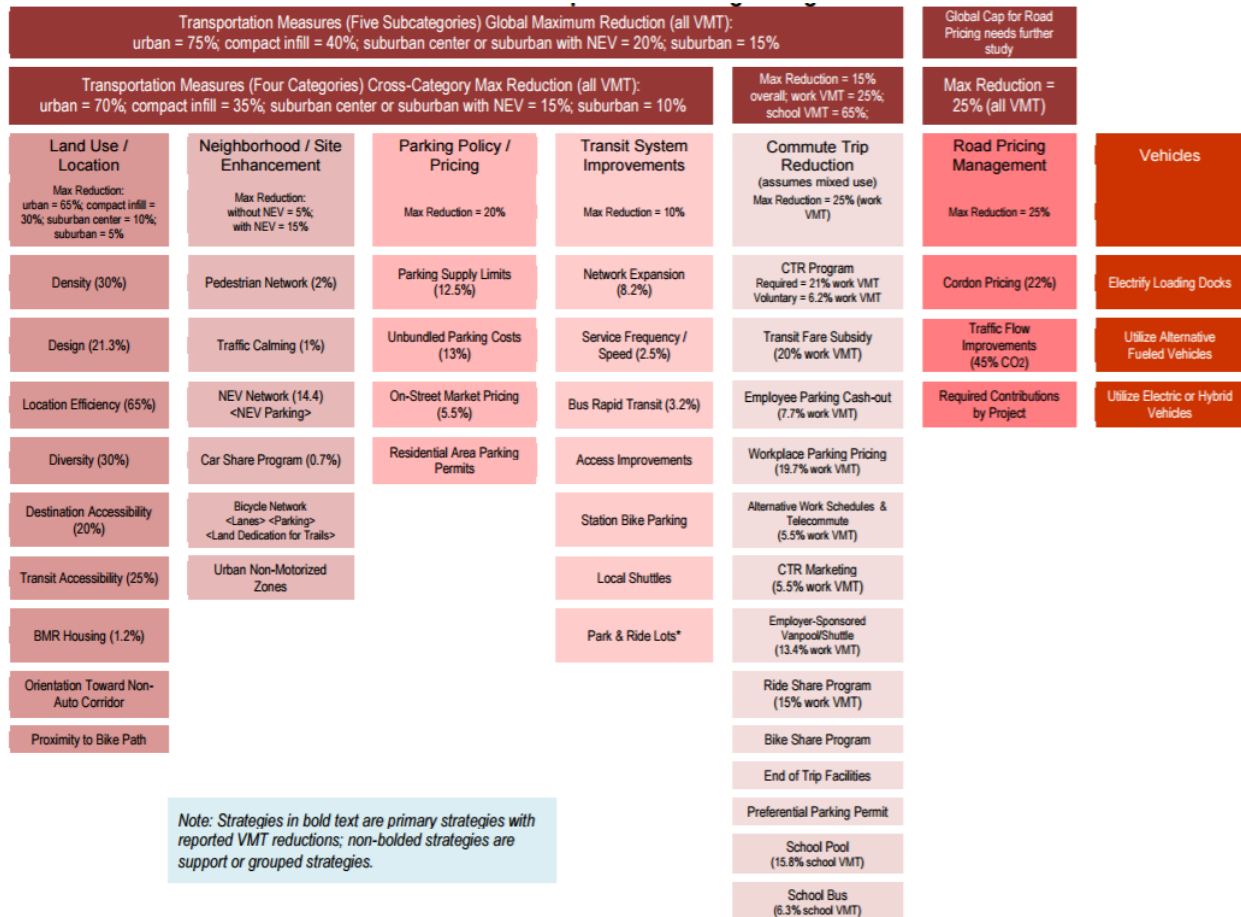 Transportation Measures (Five Subcategories) Global Maximum Reduction (all VMT):
urban = 75%; compact infill = 40%; suburban center or suburban with NEV = 20%; suburban = 15%
Global Cap for Road
Pricing needs further
study
Transportation Measures (Four Categories) Cross-Category Max Reduction (all VMT):
urban = 70%; compact infill = 35%; suburban center or suburban with NEV = 15%; suburban = 10%
Max Reduction = 15%
overall; work VMT = 25%;
school VMT = 65%;
Max Reduction =
25% (all VMT)
Land Use /
Location
Max Reduction:
urban = 65%; compact infill =
30%; suburban center = 10%;
suburban = 5%
Density (30%)
Design (21.3%)
Location Efficiency (65%)
Diversity (30%)
Destination Accessibility
(20%)
Transit Accessibility (25%)
BMR Housing (1.2%)
Orientation Toward Non-
Auto Corridor
Proximity to Bike Path
Neighborhood / Site
Enhancement
Max Reduction:
without NEV = 5%;
with NEV = 15%
Pedestrian Network (2%)
Traffic Calming (1%)
NEV Network (14.4)
<NEV Parking>
Car Share Program (0.7%)
Bicycle Network
<Lanes> <Parking>
<Land Dedication for Trails>
Urban Non-Motorized
Zones
Parking Policy /
Pricing
Max Reduction = 20%
Parking Supply Limits
(12.5%)
Unbundled Parking Costs
(13%)
On-Street Market Pricing
(5.5%)
Residential Area Parking
Permits
Transit System
Improvements
Max Reduction = 10%
Network Expansion
(8.2%)
Service Frequency /
Speed (2.5%)
Bus Rapid Transit (3.2%)
Access Improvements
Station Bike Parking
Local Shuttles
Park & Ride Lots*
Commute Trip
Reduction
(assumes mixed use)
Max Reduction = 25% (work
VMT)
CTR Program
Required = 21% work VMT
Voluntary = 6.2% work VMT
Transit Fare Subsidy
(20% work VMT)
Employee Parking Cash-out
(7.7% work VMT)
Workplace Parking Pricing
(19.7% work VMT)
Alternative Work Schedules &
Telecommute
(5.5% work VMT)
CTR Marketing
(5.5% work VMT)
Employer-Sponsored
Vanpool/Shuttle
(13.4% work VMT)
Ride Share Program
(15% work VMT)
Bike Share Program
End of Trip Facilities
Preferential Parking Permit
School Pool
(15.8% school VMT)
School Bus
(6.3% school VMT)
Road Pricing
Management
Max Reduction = 25%
Cordon Pricing (22%)
Traffic Flow
Improvements
(45% CO2)
Required Contributions
by Project
Vehicles
Electrify Loading Docks
Utilize Alternative
Fueled Vehicles
Utilize Electric or Hybrid
Vehicles
Note: Strategies in bold text are primary strategies with
reported VMT reductions; non-bolded strategies are
support or grouped strategies.